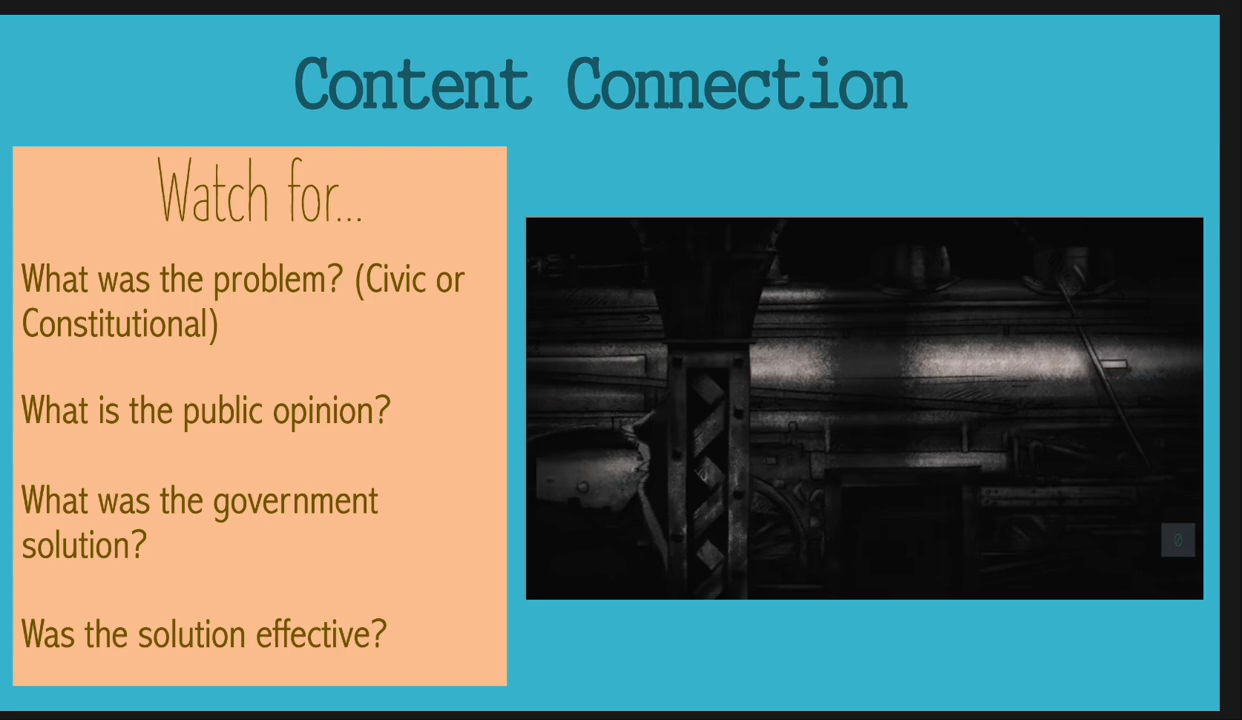 Content Connection
Watch for...
What was the problem? (Civic or
Constitutional)
What is the public opinion?
What was the government
solution?
Was the solution effective?
0